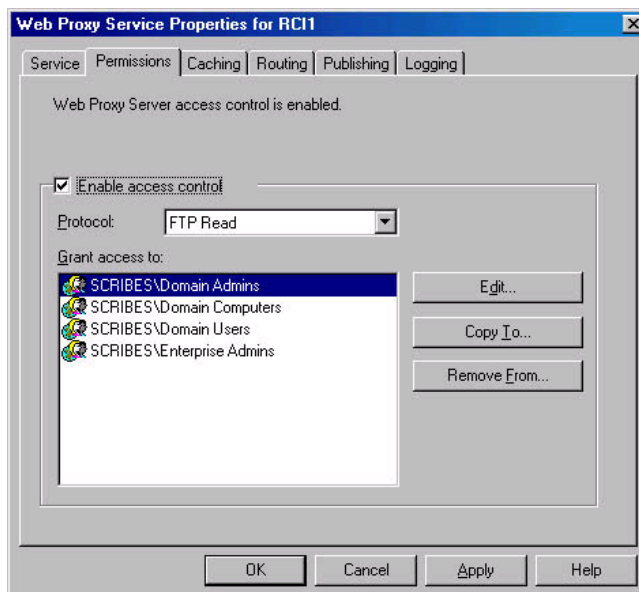 Web Proxy Service Properties for RCI1
Service Permissions Caching Routing Publishing Logging
Web Proxy Server access control is enabled.
Enable access control
Protocol: FTP Read
Grant access to:
SCRIBES\Domain Admins
SCRIBES\Domain Computers
SCRIBES\Domain Users
SCRIBES\Enterprise Admins
Edit...
Copy To...
Remove From...
OK Cancel Apply Help